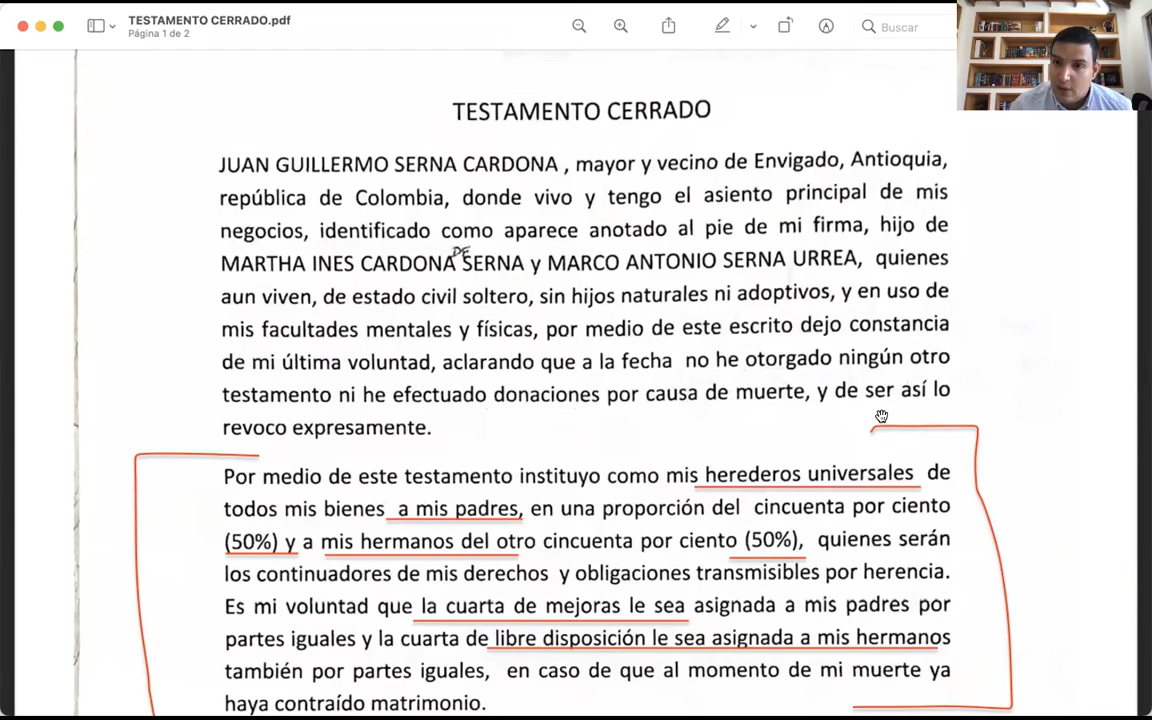 TESTAMENTO CERRADO.pdf
Página 1 de 2
Buscar
TESTAMENTO CERRADO
JUAN GUILLERMO SERNA CARDONA , mayor y vecino de Envigado, Antioquia,
república de Colombia, donde vivo y tengo el asiento principal de mis
negocios, identificado como aparece anotado al pie de mi firma, hijo de
DE
MARTHA INES CARDONA SERNA y MARCO ANTONIO SERNA URREA, quienes
aun viven, de estado civil soltero, sin hijos naturales ni adoptivos, y en uso de
mis facultades mentales y físicas, por medio de este escrito dejo constancia
de mi última voluntad, aclarando que a la fecha no he otorgado ningún otro
testamento ni he efectuado donaciones por causa de muerte, y de ser así lo
revoco expresamente.
Por medio de este testamento instituyo como mis herederos universales de
todos mis bienes a mis padres, en una proporción del cincuenta por ciento
(50%) y a mis hermanos del otro cincuenta por ciento (50%), quienes serán
los continuadores de mis derechos y obligaciones transmisibles por herencia.
Es mi voluntad que la cuarta de mejoras le sea asignada a mis padres por
partes iguales y la cuarta de libre disposición le sea asignada a mis hermanos
también por partes iguales, en caso de que al momento de mi muerte ya
haya contraído matrimonio.